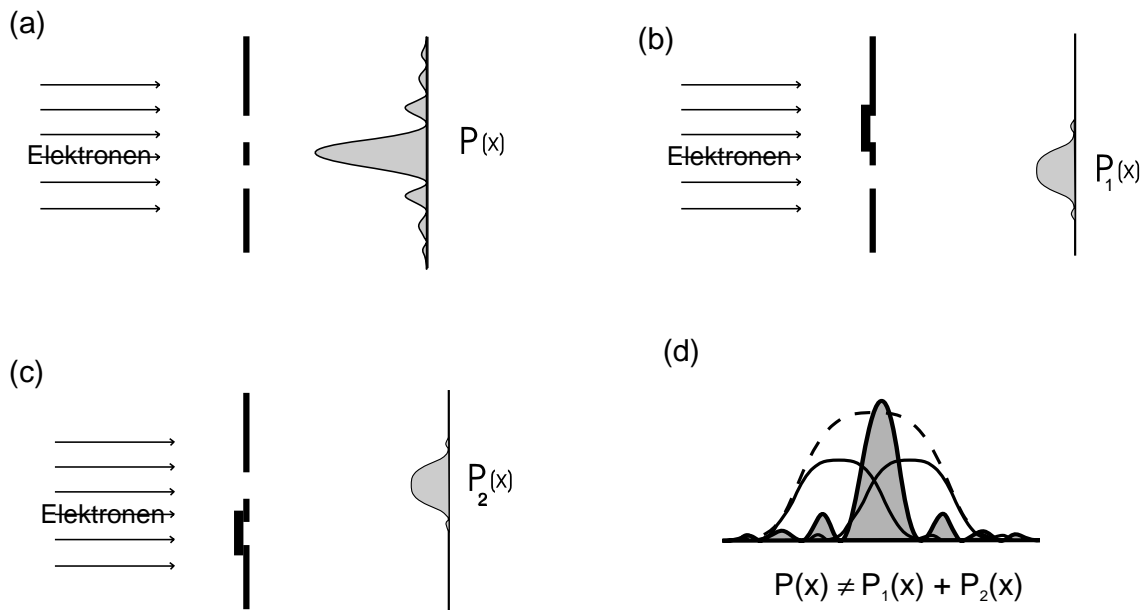 (a)
Elektronen
P(x)
(b)
Elektronen
P₁(x)
(c)
Elektronen
P₂(x)
(d)
P(x) ≠ P₁(x) + P₂(x)